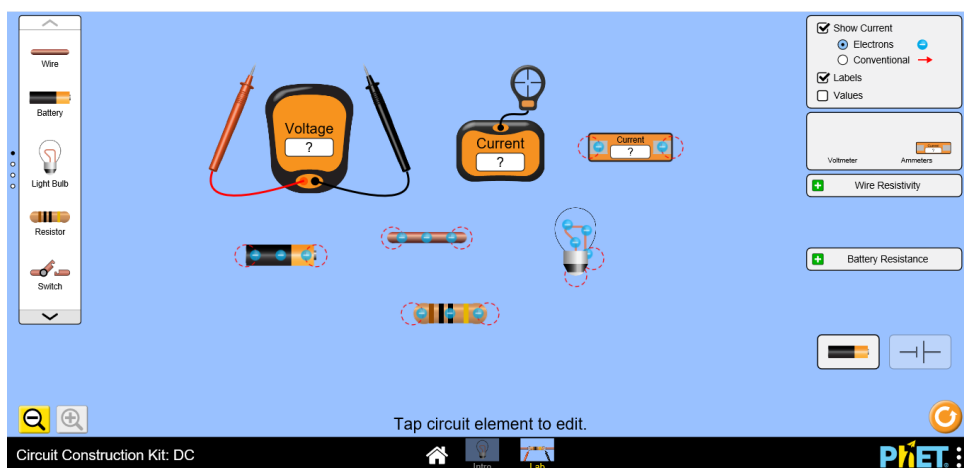 Wire
Battery
Light Bulb
Resistor
Switch
Voltage
?
Current
?
Current
?
Show Current
Electrons
Conventional
Labels
Values
Voltmeter
Current
Ammeters
Wire Resistivity
Battery Resistance
Tap circuit element to edit.
Circuit Construction Kit: DC
Intro
Lab
PhET